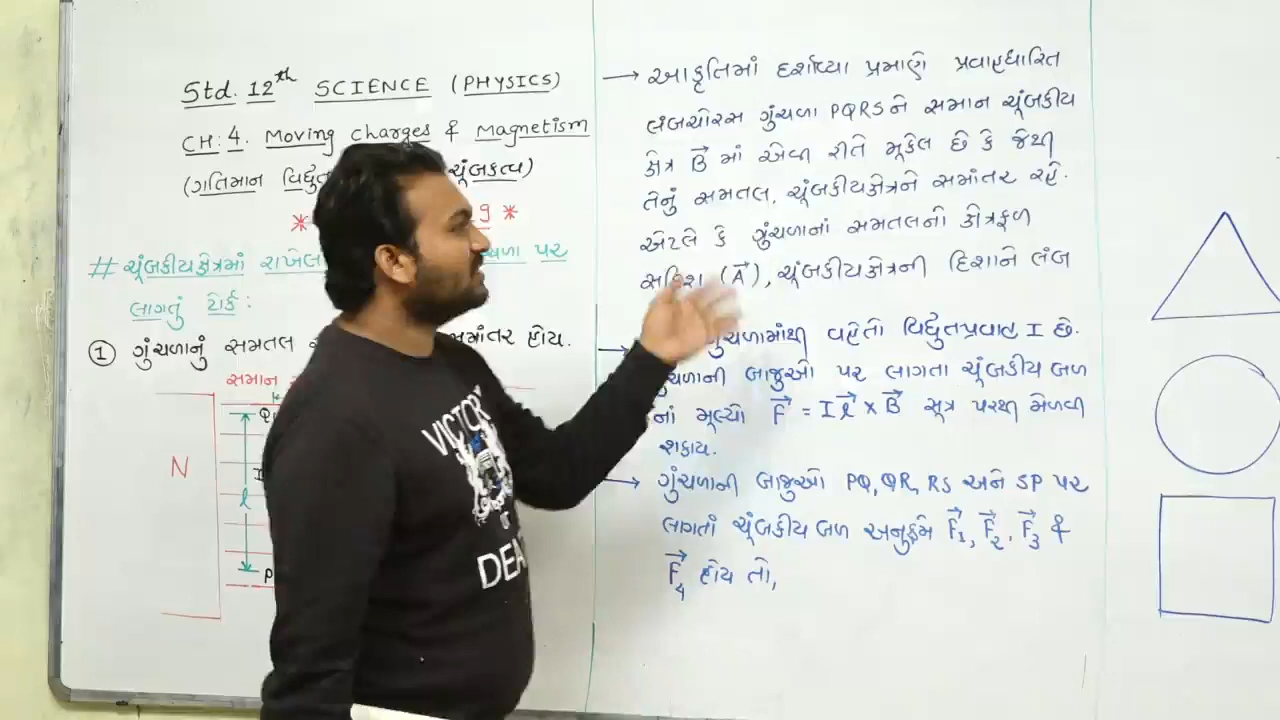 Std. 12th SCIENCE (PHYSICS)
CH: 4. Moving charges & Magnetism
(ગતિમાન વિદ્યુત ચૂંબકત્વ)
* 9 *
# ચૂંબકીયક્ષેત્રમાં રાખેલ પર
લાગતું ટોર્ક :
① ગુંચળાનું સમતલ સમાંતર હોય.
સમાન
N
l
P
→ આકૃતિમાં દર્શાવ્યા પ્રમાણે પ્રવાહધારિત
લંબચોરસ ગુંચળા PQRS ને સમાન ચૂંબકીય
ક્ષેત્ર B⃗ માં એવી રીતે મૂકેલ છે કે જેથી
તેનું સમતલ, ચૂંબકીયક્ષેત્રને સમાંતર રહે.
એટલે કે ગુંચળાનાં સમતલનો ક્ષેત્રફળ
સદિશ (A⃗), ચૂંબકીયક્ષેત્રની દિશાને લંબ
→ ગુંચળામાંથી વહેતો વિદ્યુતપ્રવાહ I છે.
ગુંચળાની બાજુઓ પર લાગતા ચૂંબકીય બળ
નાં મૂલ્યો F⃗ = I l⃗ × B⃗ સૂત્ર પરથી મેળવી
શકાય.
→ ગુંચળાની બાજુઓ PQ, QR, RS અને SP પર
લાગતાં ચૂંબકીય બળ અનુક્રમે F⃗₁, F⃗₂, F⃗₃ &
F⃗₄ હોય તો,
VICTORY
OR
DEA